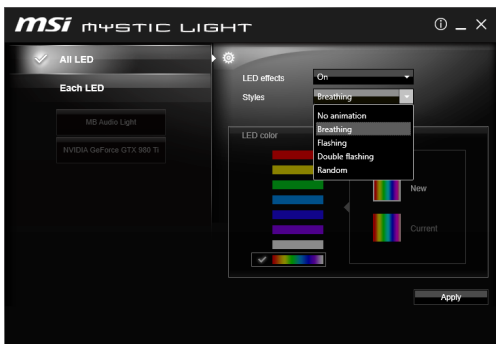 msi MYSTIC LIGHT
All LED
Each LED
MB Audio Light
NVIDIA GeForce GTX 980 Ti
LED effects
On
Styles
Breathing
No animation
Breathing
Flashing
Double flashing
Random
LED color
New
Current
Apply